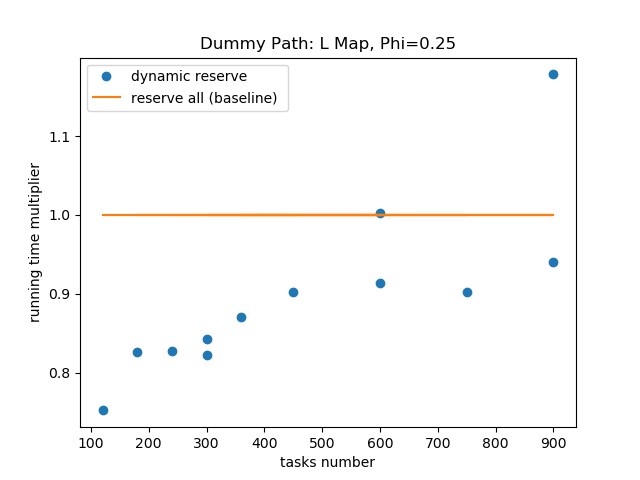 Dummy Path: L Map, Phi=0.25
dynamic reserve
reserve all (baseline)
running time multiplier
1.1
1.0
0.9
0.8
100 200 300 400 500 600 700 800 900
tasks number